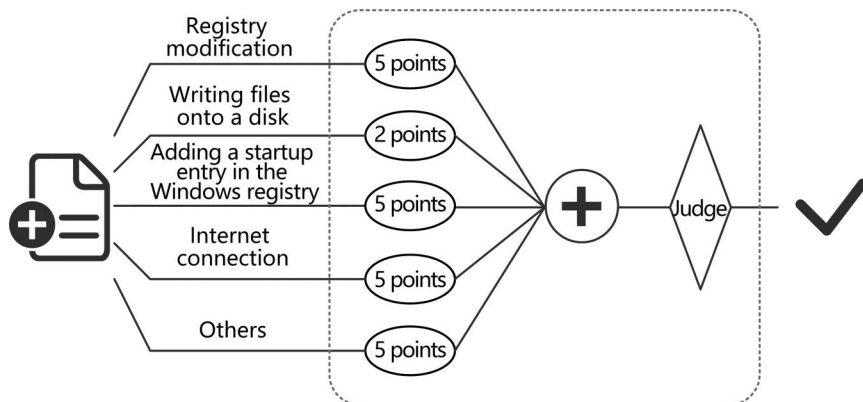 Registry
modification
5 points
Writing files
onto a disk
2 points
Adding a startup
entry in the
Windows registry
5 points
Internet
connection
5 points
Others
5 points
Judge